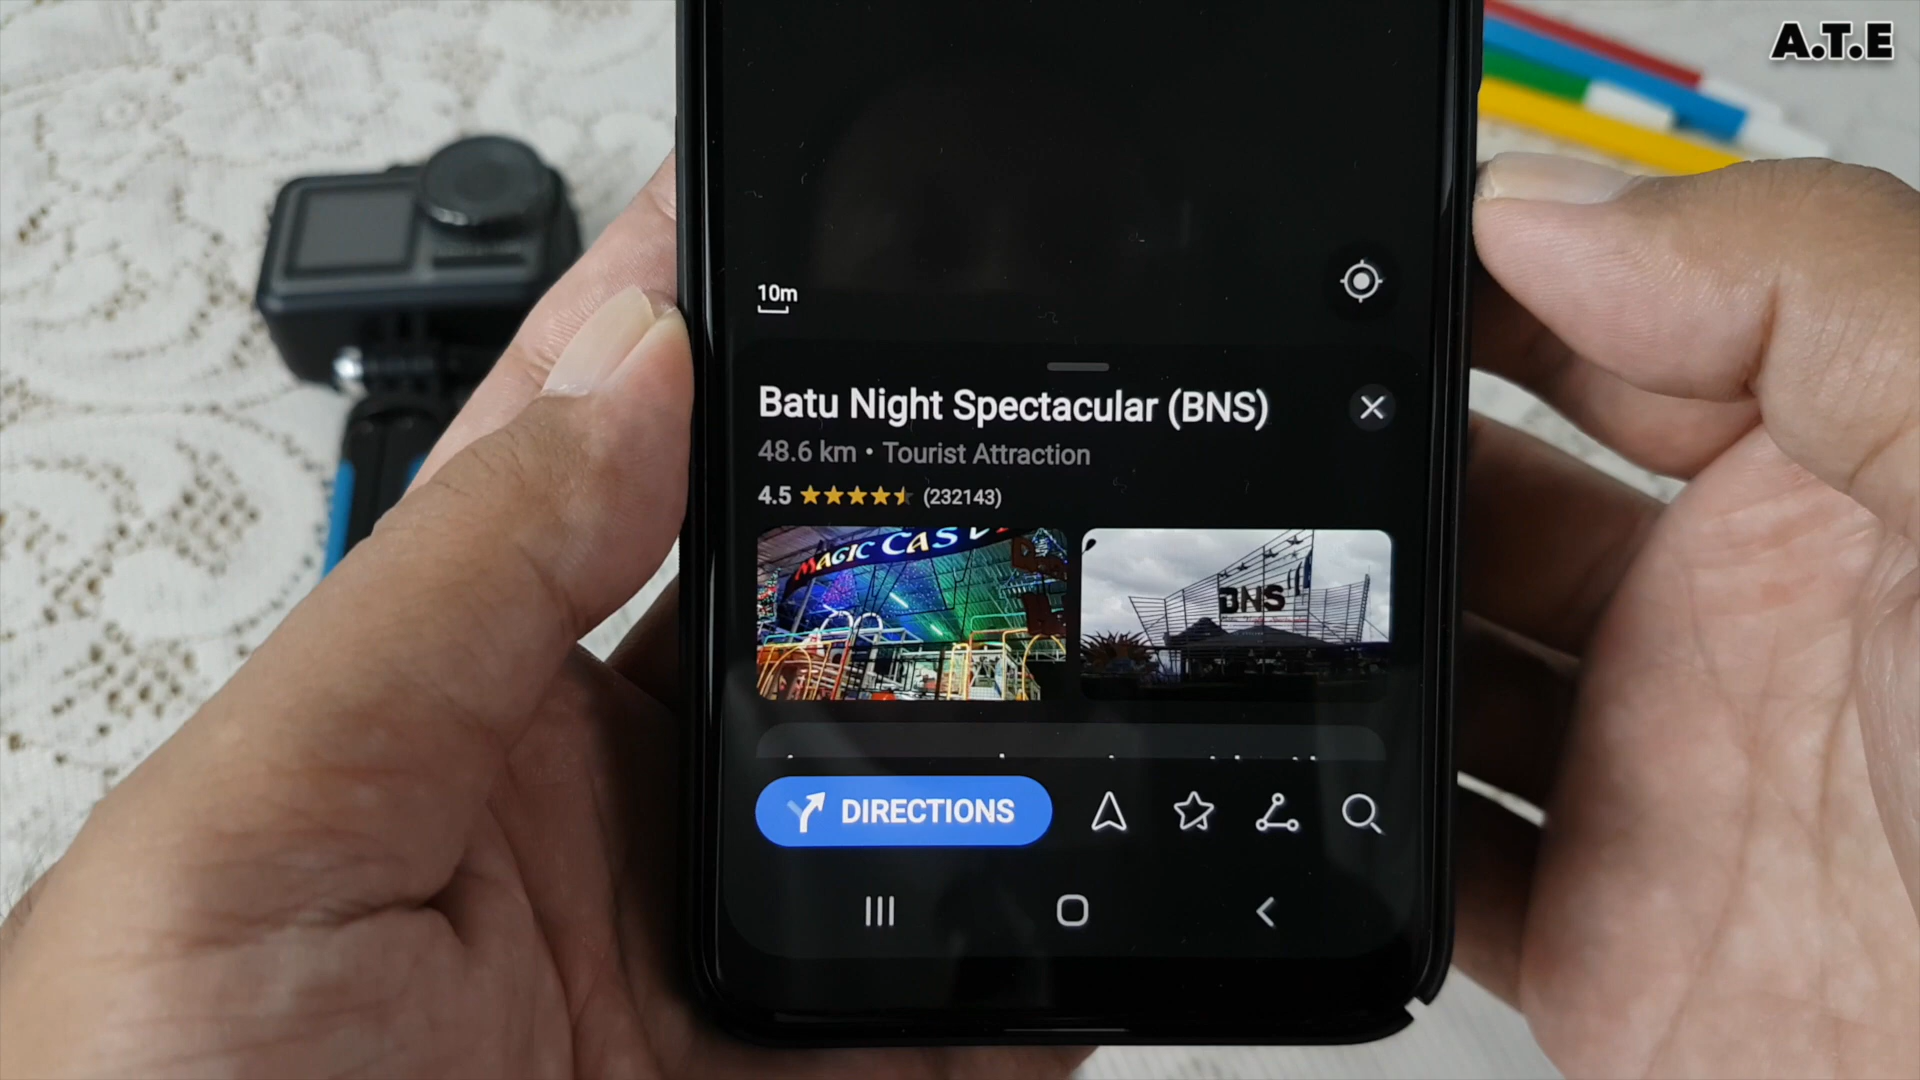 A.T.E
10m
Batu Night Spectacular (BNS)
48.6 km • Tourist Attraction
4.5 (232143)
MAGIC CAS
BNS
DIRECTIONS